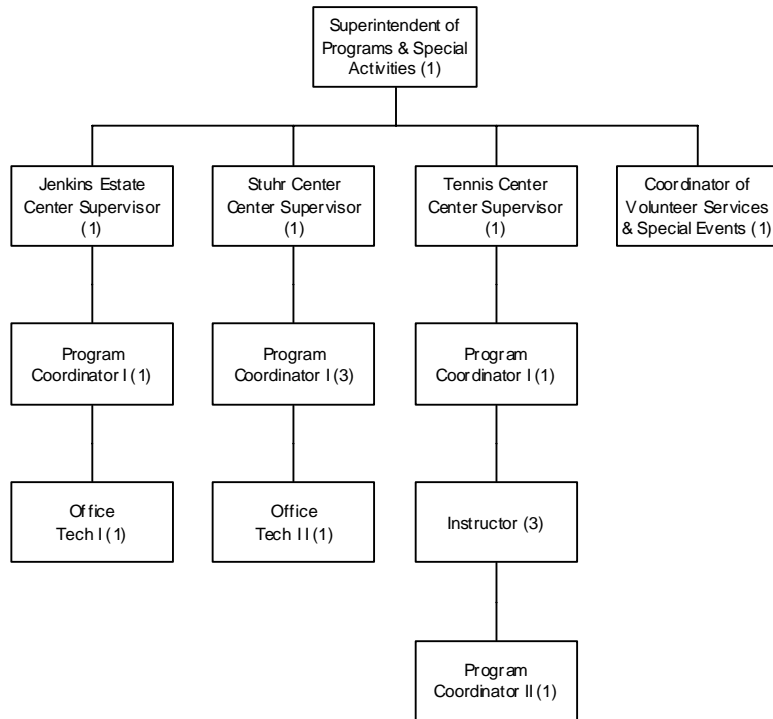 Superintendent of
Programs & Special
Activities (1)
Jenkins Estate
Center Supervisor
(1)
Stuhr Center
Center Supervisor
(1)
Tennis Center
Center Supervisor
(1)
Coordinator of
Volunteer Services
& Special Events (1)
Program
Coordinator I (1)
Program
Coordinator I (3)
Program
Coordinator I (1)
Office
Tech I (1)
Office
Tech II (1)
Instructor (3)
Program
Coordinator II (1)